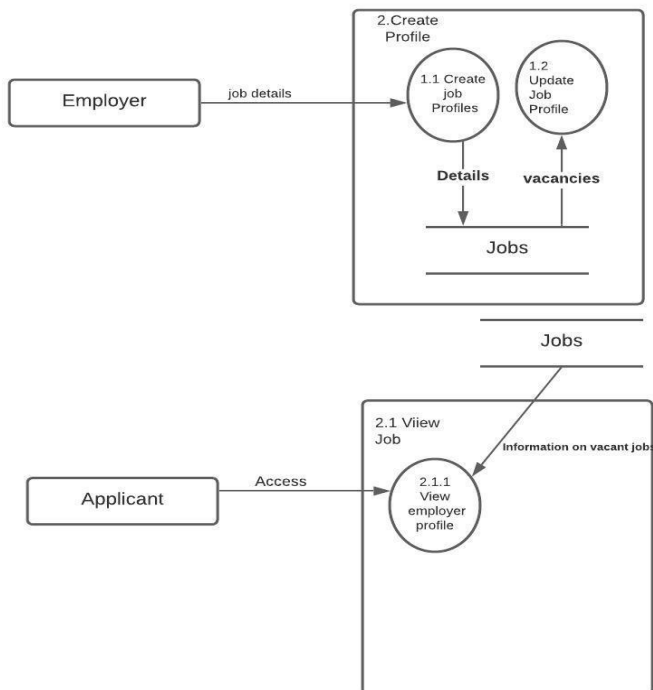 2.Create
Profile
1.1 Create
job
Profiles
1.2
Update
Job
Profile
Employer
job details
Details
vacancies
Jobs
Jobs
2.1 Viiew
Job
Information on vacant jobs
Applicant
Access
2.1.1
View
employer
profile